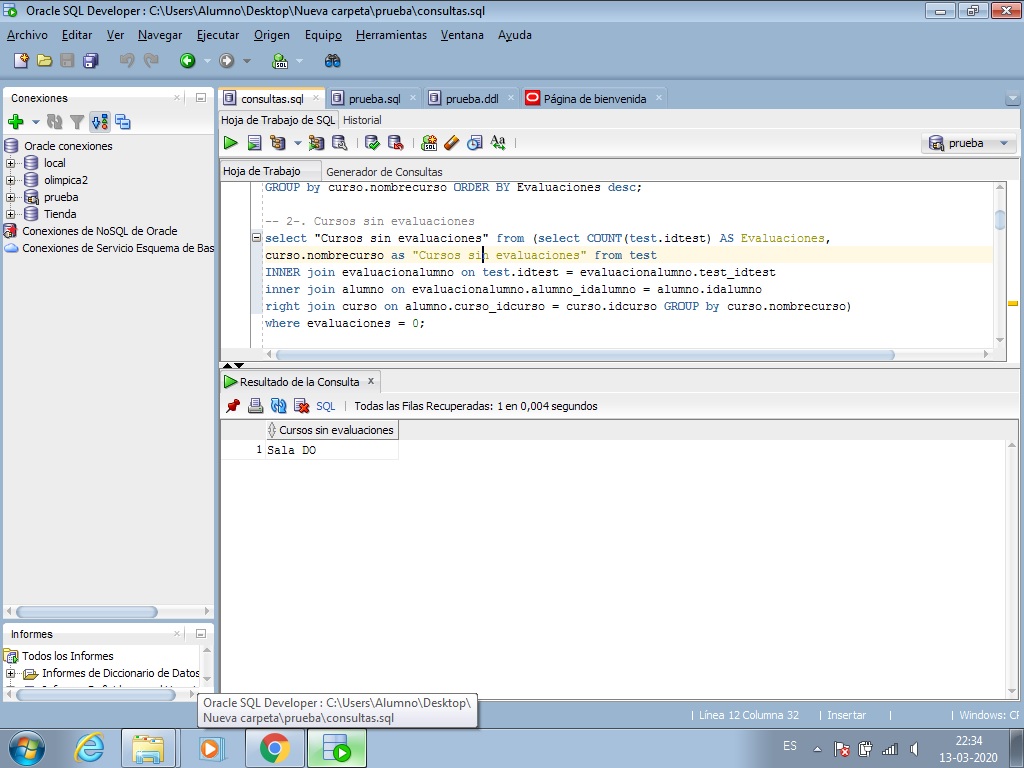 Oracle SQL Developer : C:\Users\Alumno\Desktop\Nueva carpeta\prueba\consultas.sql
Archivo Editar Ver Navegar Ejecutar Origen Equipo Herramientas Ventana Ayuda
Conexiones
Oracle conexiones
local
olimpica2
prueba
Tienda
Conexiones de NoSQL de Oracle
Conexiones de Servicio Esquema de Bas
Informes
Todos los Informes
Informes de Diccionario de Datos
consultas.sql prueba.sql prueba.ddl Página de bienvenida
Hoja de Trabajo de SQL Historial
prueba
Hoja de Trabajo Generador de Consultas
GROUP by curso.nombrecurso ORDER BY Evaluaciones desc;
-- 2-. Cursos sin evaluaciones
select "Cursos sin evaluaciones" from (select COUNT(test.idtest) AS Evaluaciones,
curso.nombrecurso as "Cursos sin evaluaciones" from test
INNER join evaluacionalumno on test.idtest = evaluacionalumno.test_idtest
inner join alumno on evaluacionalumno.alumno_idalumno = alumno.idalumno
right join curso on alumno.curso_idcurso = curso.idcurso GROUP by curso.nombrecurso)
where evaluaciones = 0;
Resultado de la Consulta x
SQL | Todas las Filas Recuperadas: 1 en 0,004 segundos
Cursos sin evaluaciones
1 Sala DO
Oracle SQL Developer : C:\Users\Alumno\Desktop\
Nueva carpeta\prueba\consultas.sql
| Línea 12 Columna 32 | Insertar | | Windows: CF
ES
22:34
13-03-2020